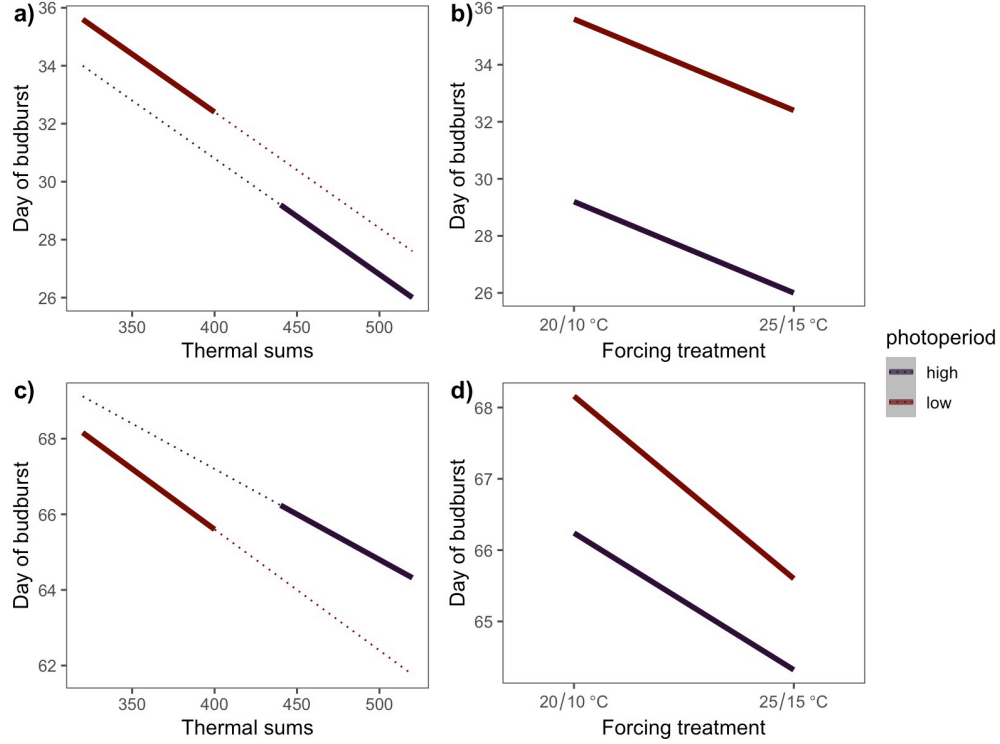 a)
36
34
32
30
28
26
Day of budburst
350
400
450
500
Thermal sums
b)
36
34
32
30
28
26
Day of budburst
20/10 °C
25/15 °C
Forcing treatment
photoperiod
high
low
c)
68
66
64
62
Day of budburst
350
400
450
500
Thermal sums
d)
68
67
66
65
Day of budburst
20/10 °C
25/15 °C
Forcing treatment